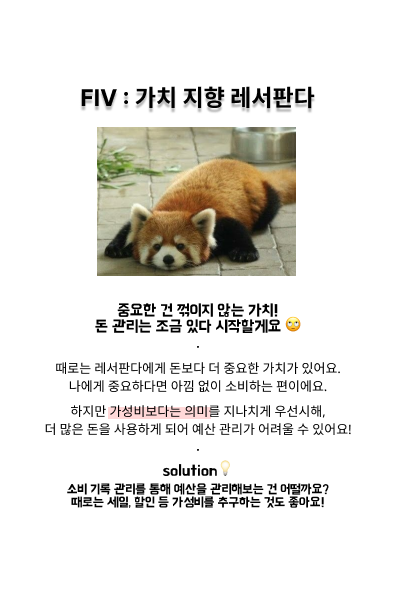 FIV : 가치 지향 레서판다
중요한 건 꺾이지 않는 가치!
돈 관리는 조금 있다 시작할게요 🙄
.
때로는 레서판다에게 돈보다 더 중요한 가치가 있어요.
나에게 중요하다면 아낌 없이 소비하는 편이에요.
하지만 가성비보다는 의미를 지나치게 우선시해,
더 많은 돈을 사용하게 되어 예산 관리가 어려울 수 있어요!
.
solution💡
소비 기록 관리를 통해 예산을 관리해보는 건 어떨까요?
때로는 세일, 할인 등 가성비를 추구하는 것도 좋아요!